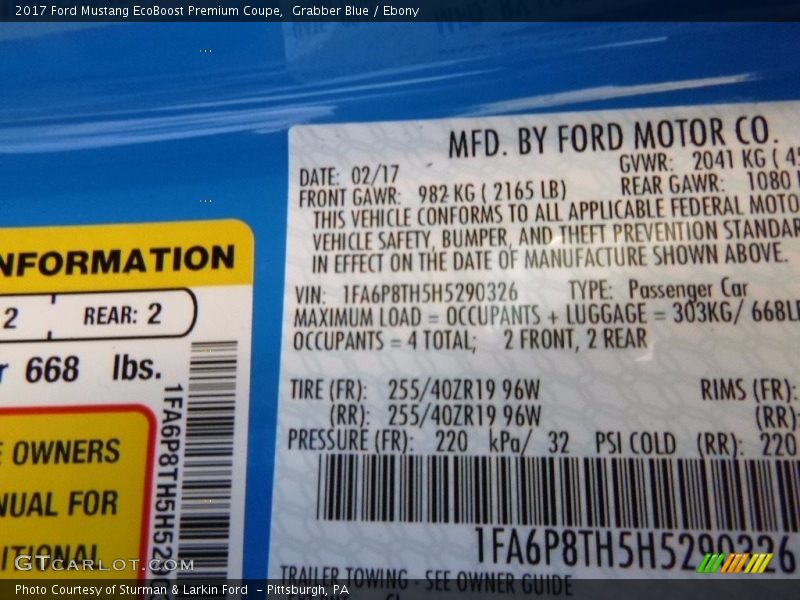 2017 Ford Mustang EcoBoost Premium Coupe,  Grabber Blue / Ebony
MFD. BY FORD MOTOR CO.
DATE: 02/17
GVWR: 2041 KG ( 45
FRONT GAWR: 982 KG ( 2165 LB)
REAR GAWR: 1080
THIS VEHICLE CONFORMS TO ALL APPLICABLE FEDERAL MOTO
VEHICLE SAFETY, BUMPER, AND THEFT PREVENTION STANDAR
IN EFFECT ON THE DATE OF MANUFACTURE SHOWN ABOVE.
VIN: 1FA6P8TH5H5290326 TYPE: Passenger Car
MAXIMUM LOAD = OCCUPANTS + LUGGAGE = 303KG/ 668LB
OCCUPANTS = 4 TOTAL; 2 FRONT, 2 REAR
TIRE (FR): 255/40ZR19 96W RIMS (FR):
(RR): 255/40ZR19 96W (RR):
PRESSURE (FR): 220 kPa/ 32 PSI COLD (RR): 220
1FA6P8TH5H5290326
TRAILER TOWING - SEE OWNER GUIDE
NFORMATION
2 REAR: 2
r 668 lbs.
E OWNERS
NUAL FOR
ITIONAL
1FA6P8TH5H5290
GTcarlot.com
Photo Courtesy of Sturman & Larkin Ford  - Pittsburgh, PA